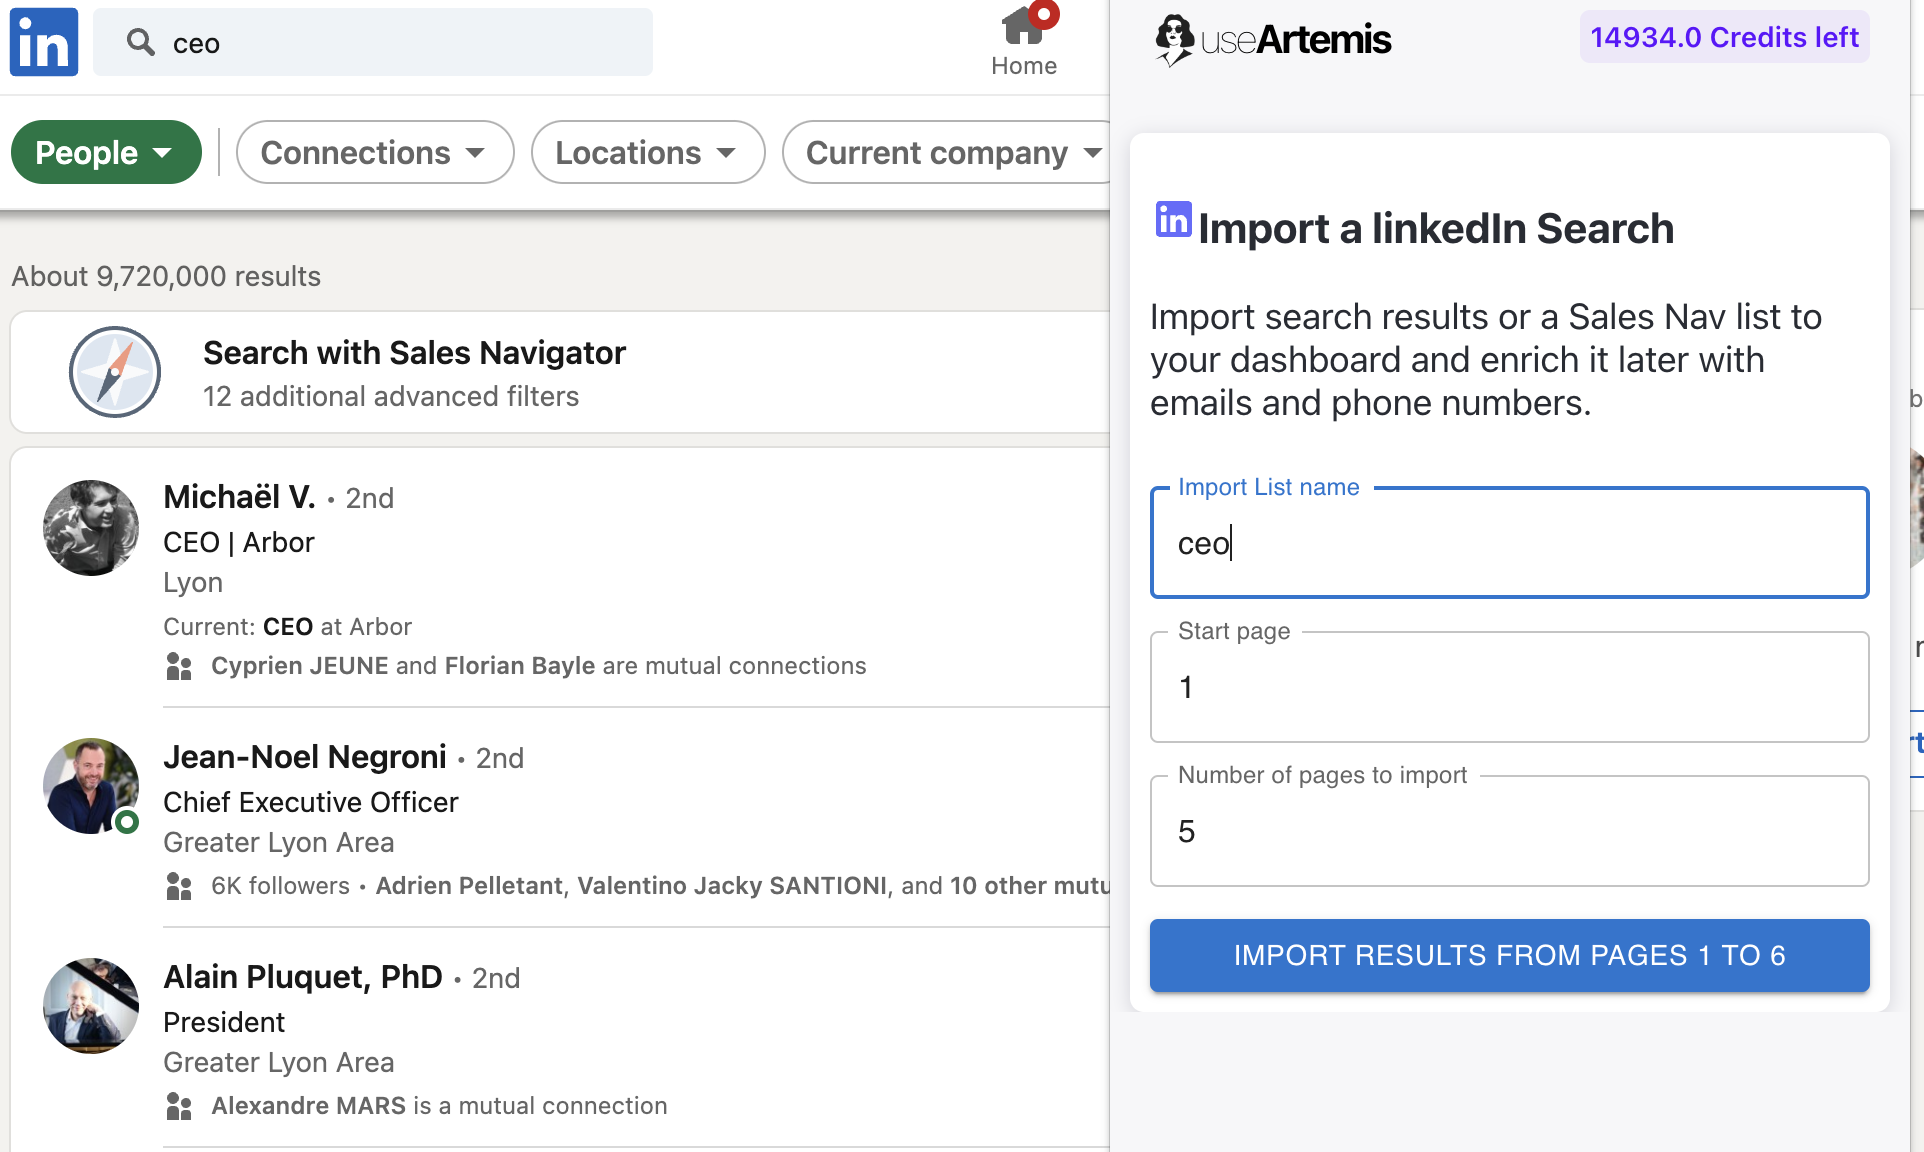 in
ceo
Home
People
Connections
Locations
Current company
About 9,720,000 results
Search with Sales Navigator
12 additional advanced filters
Michaël V. • 2nd
CEO | Arbor
Lyon
Current: CEO at Arbor
Cyprien JEUNE and Florian Bayle are mutual connections
Jean-Noel Negroni • 2nd
Chief Executive Officer
Greater Lyon Area
6K followers • Adrien Pelletant, Valentino Jacky SANTIONI, and 10 other mutu
Alain Pluquet, PhD • 2nd
President
Greater Lyon Area
Alexandre MARS is a mutual connection
useArtemis
14934.0 Credits left
in Import a linkedIn Search
Import search results or a Sales Nav list to
your dashboard and enrich it later with
emails and phone numbers.
Import List name
ceo
Start page
1
Number of pages to import
5
IMPORT RESULTS FROM PAGES 1 TO 6